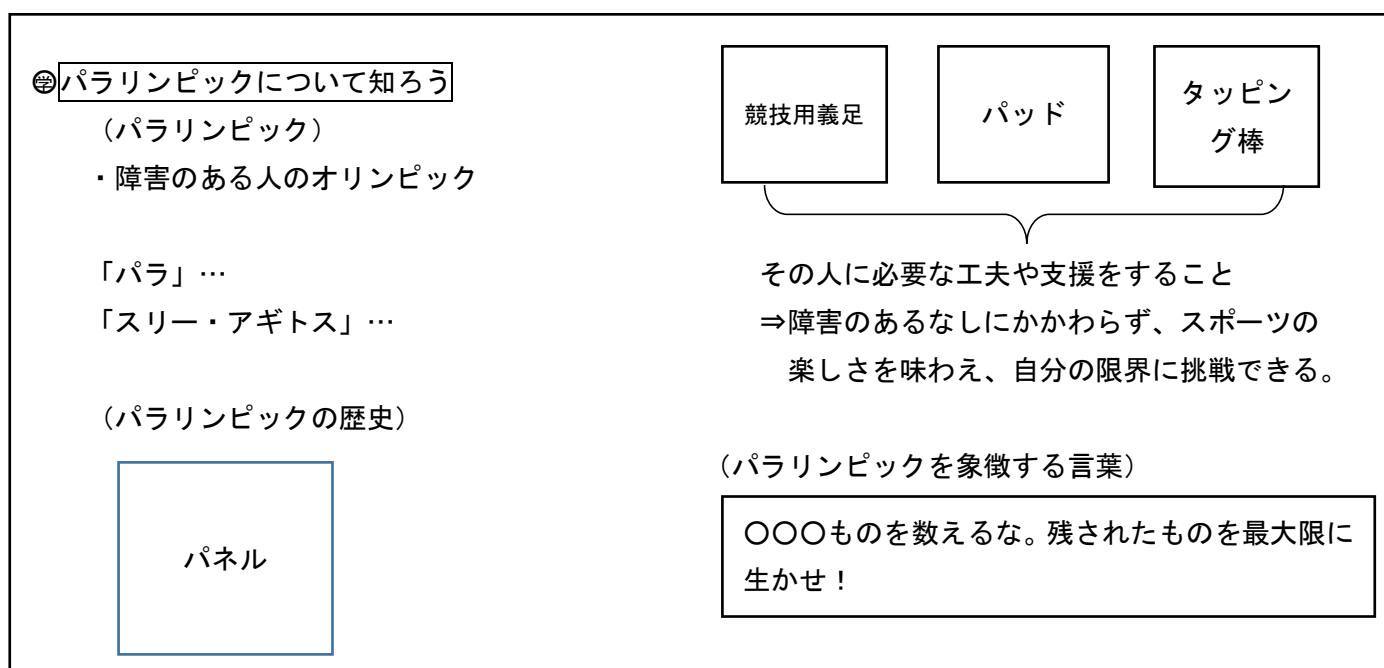 ㊫パラリンピックについて知ろう
（パラリンピック）
・障害のある人のオリンピック
「パラ」…
「スリー・アギトス」…
（パラリンピックの歴史）
パネル
競技用義足
パッド
タッピン
グ棒
その人に必要な工夫や支援をすること
⇒障害のあるなしにかかわらず、スポーツの
楽しさを味わえ、自分の限界に挑戦できる。
（パラリンピックを象徴する言葉）
〇〇〇ものを数えるな。残されたものを最大限に
生かせ！